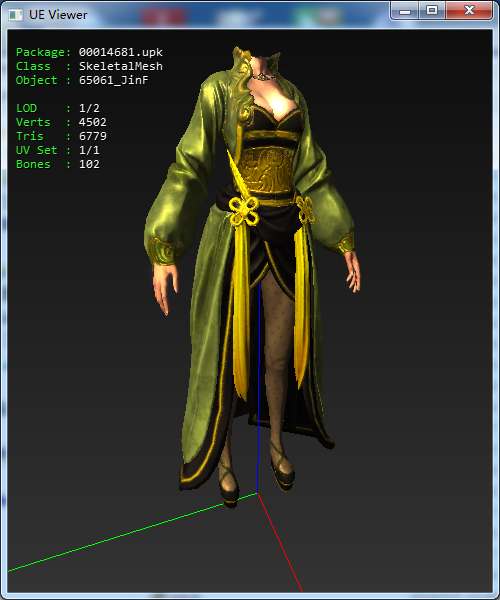 UE Viewer
Package: 00014681.upk
Class : SkeletalMesh
Object : 65061_JinF
LOD : 1/2
Verts : 4502
Tris : 6779
UV Set : 1/1
Bones : 102